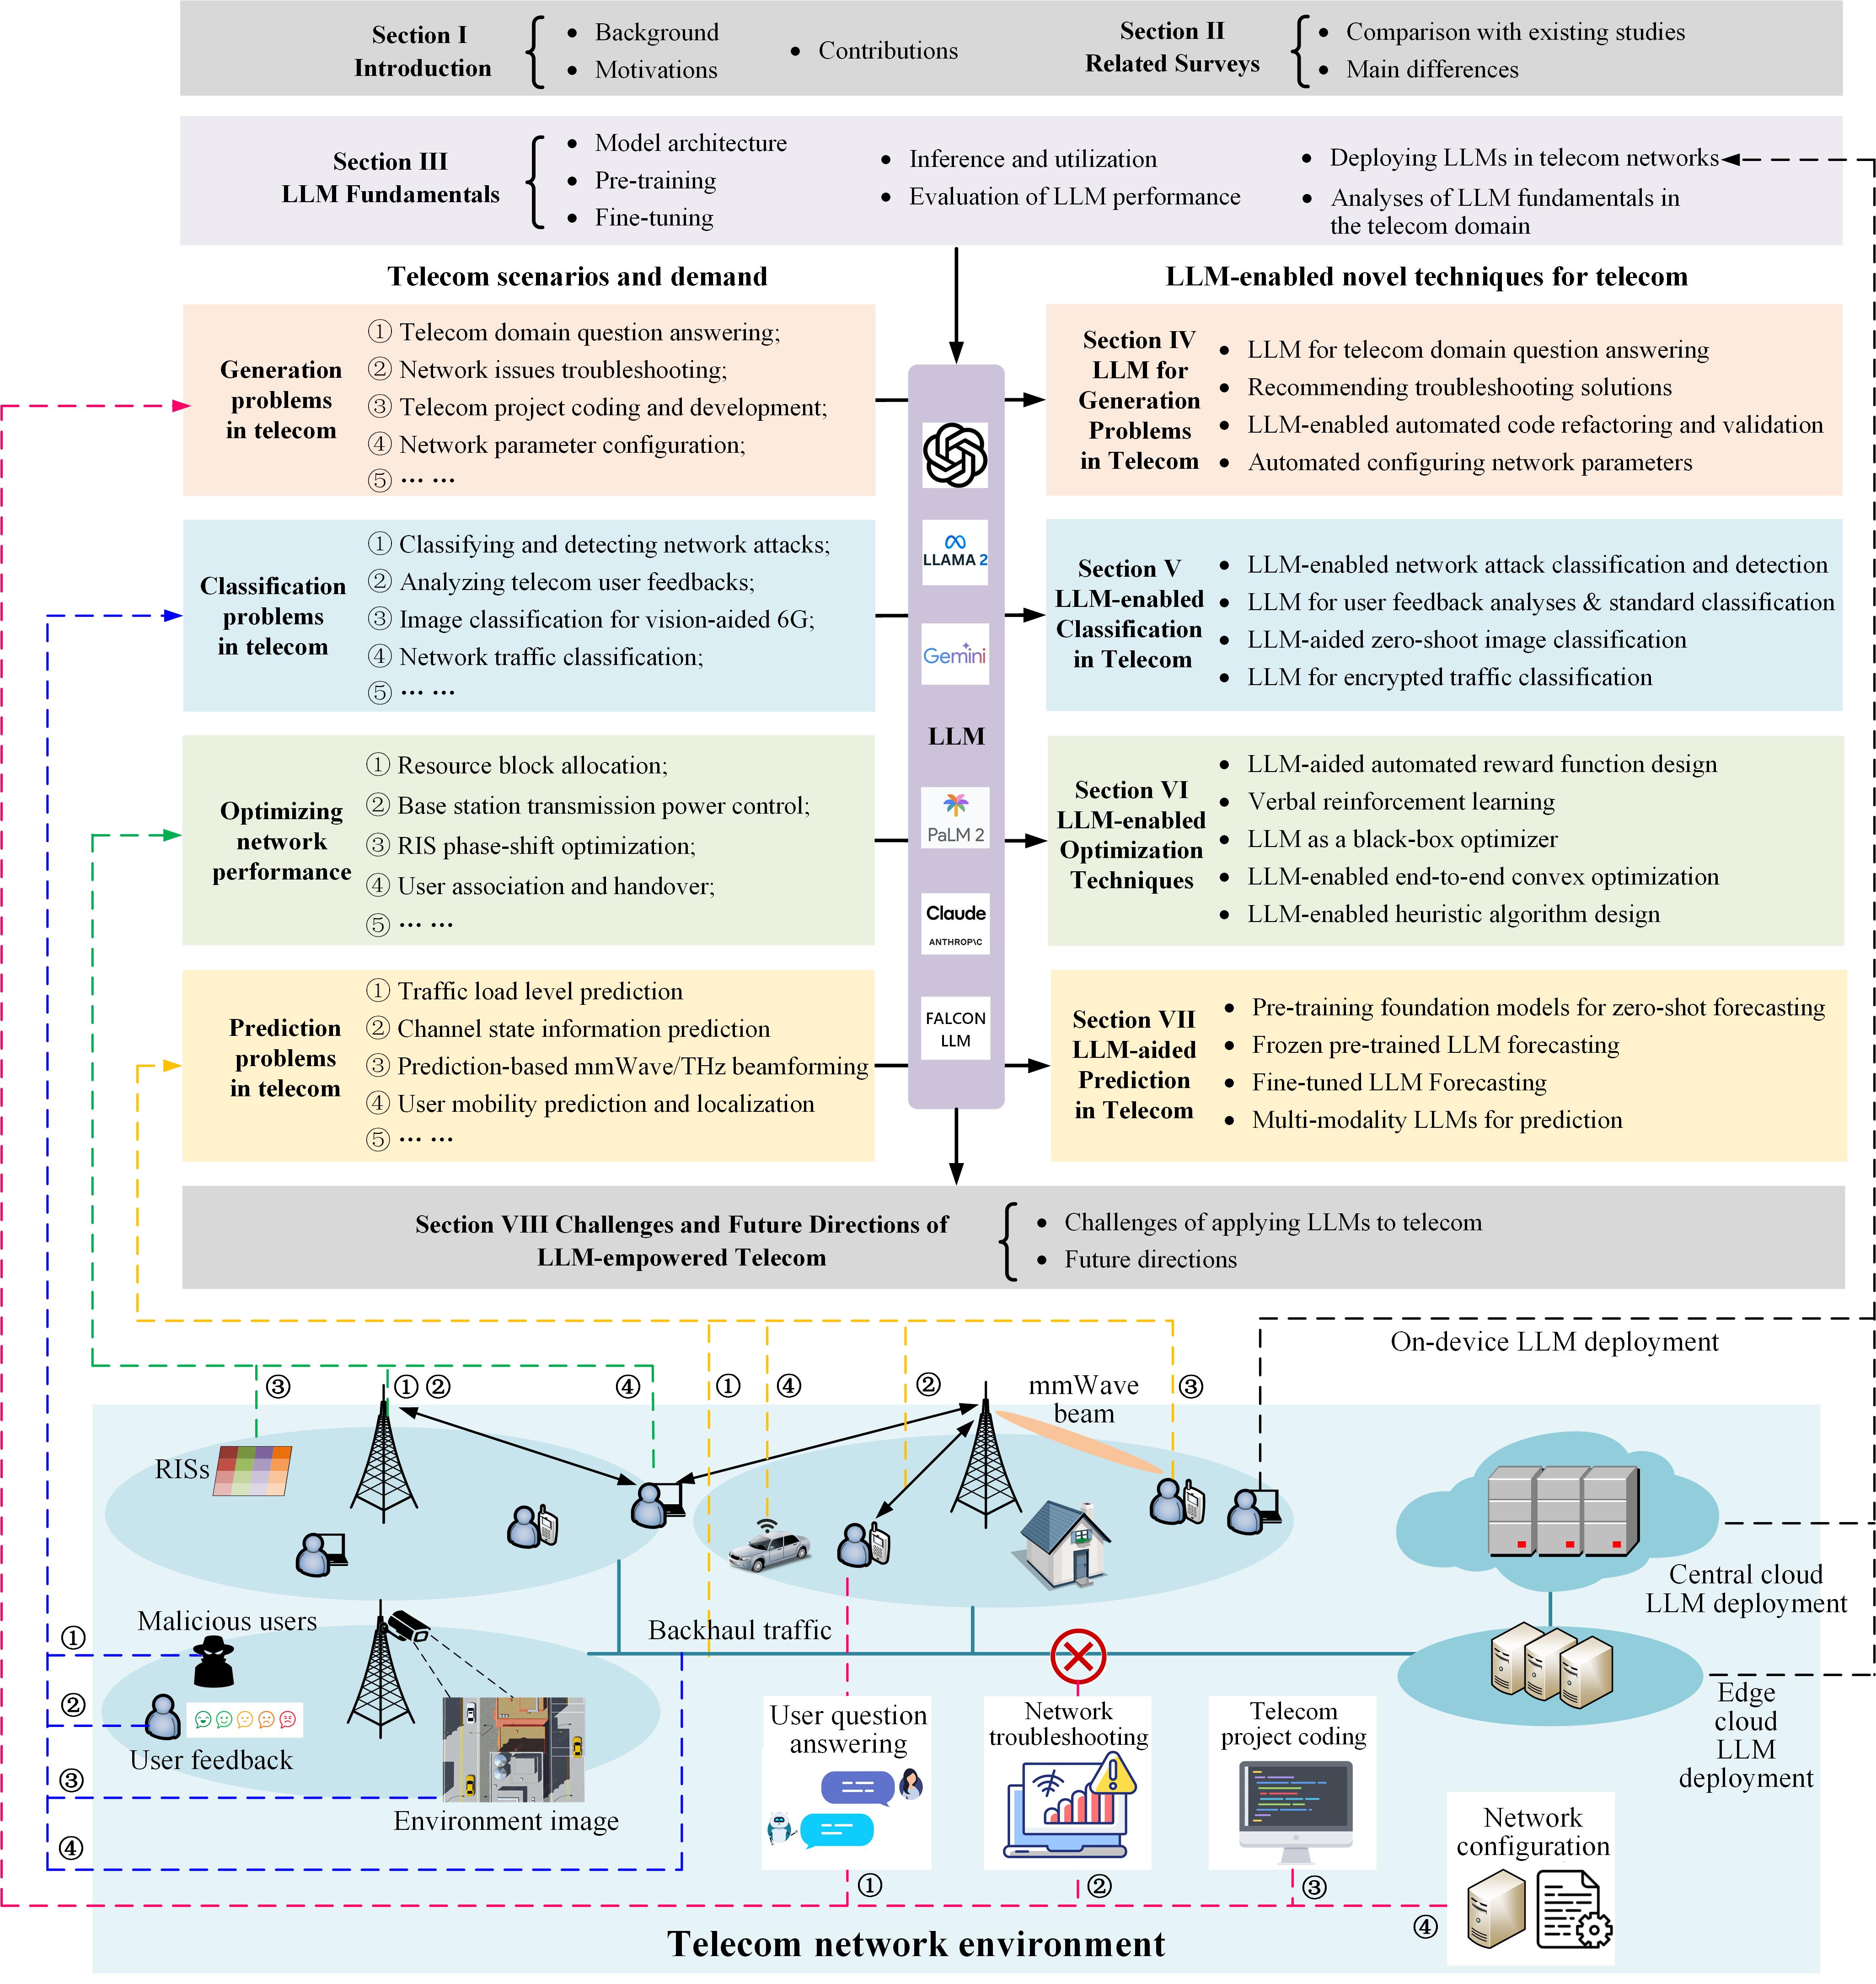 Section I
Introduction
• Background
• Motivations
• Contributions
Section II
Related Surveys
• Comparison with existing studies
• Main differences
Section III
LLM Fundamentals
• Model architecture
• Pre-training
• Fine-tuning
• Inference and utilization
• Evaluation of LLM performance
• Deploying LLMs in telecom networks
• Analyses of LLM fundamentals in
the telecom domain
Telecom scenarios and demand
LLM-enabled novel techniques for telecom
Generation
problems
in telecom
① Telecom domain question answering;
② Network issues troubleshooting;
③ Telecom project coding and development;
④ Network parameter configuration;
⑤ … …
Section IV
LLM for
Generation
Problems
in Telecom
• LLM for telecom domain question answering
• Recommending troubleshooting solutions
• LLM-enabled automated code refactoring and validation
• Automated configuring network parameters
Classification
problems
in telecom
① Classifying and detecting network attacks;
② Analyzing telecom user feedbacks;
③ Image classification for vision-aided 6G;
④ Network traffic classification;
⑤ … …
Section V
LLM-enabled
Classification
in Telecom
• LLM-enabled network attack classification and detection
• LLM for user feedback analyses & standard classification
• LLM-aided zero-shoot image classification
• LLM for encrypted traffic classification
Optimizing
network
performance
① Resource block allocation;
② Base station transmission power control;
③ RIS phase-shift optimization;
④ User association and handover;
⑤ … …
Section VI
LLM-enabled
Optimization
Techniques
• LLM-aided automated reward function design
• Verbal reinforcement learning
• LLM as a black-box optimizer
• LLM-enabled end-to-end convex optimization
• LLM-enabled heuristic algorithm design
Prediction
problems
in telecom
① Traffic load level prediction
② Channel state information prediction
③ Prediction-based mmWave/THz beamforming
④ User mobility prediction and localization
⑤ … …
Section VII
LLM-aided
Prediction
in Telecom
• Pre-training foundation models for zero-shot forecasting
• Frozen pre-trained LLM forecasting
• Fine-tuned LLM Forecasting
• Multi-modality LLMs for prediction
LLAMA 2
Gemini
LLM
PaLM 2
Claude
ANTHROP\C
FALCON
LLM
Section VIII Challenges and Future Directions of
LLM-empowered Telecom
• Challenges of applying LLMs to telecom
• Future directions
On-device LLM deployment
③
① ②
④
①
④
②
③
mmWave
beam
RISs
Central cloud
LLM deployment
Malicious users
Backhaul traffic
①
②
User feedback
③
Environment image
④
User question
answering
Network
troubleshooting
Telecom
project coding
Edge
cloud
LLM
deployment
Network
configuration
①
②
③
④
Telecom network environment